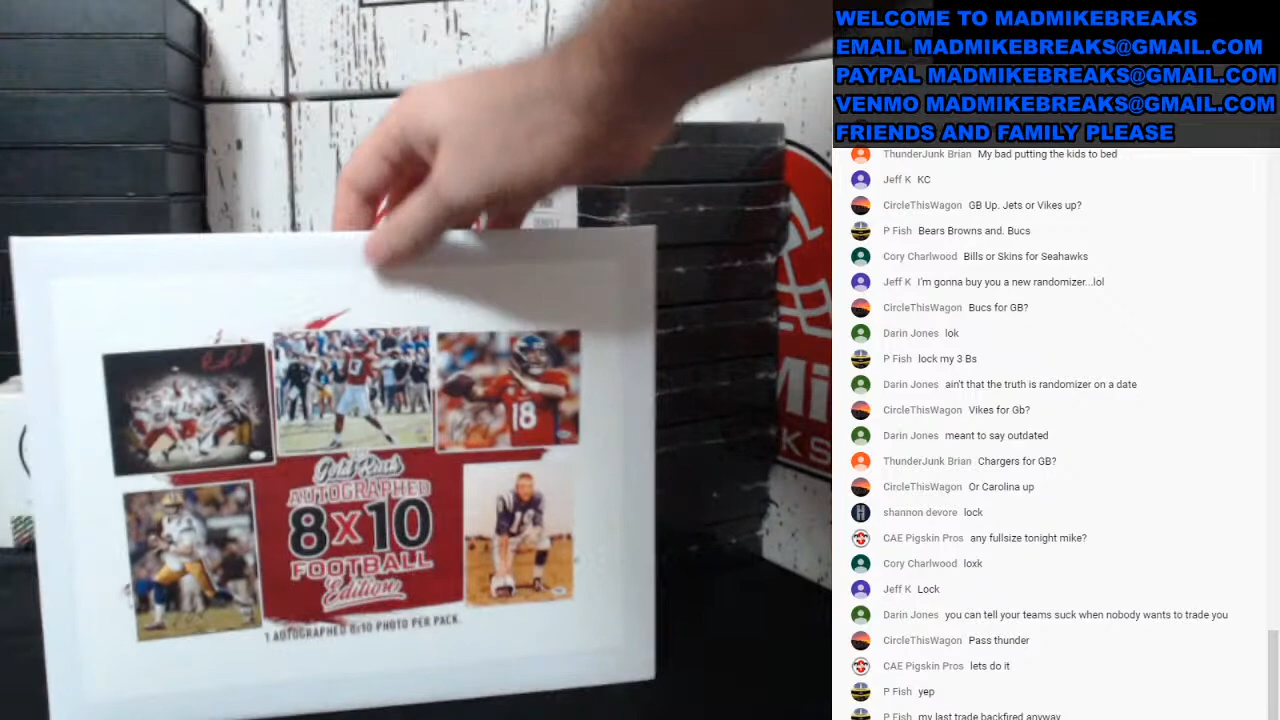 WELCOME TO MADMIKEBREAKS
EMAIL MADMIKEBREAKS@GMAIL.COM
PAYPAL MADMIKEBREAKS@GMAIL.COM
VENMO MADMIKEBREAKS@GMAIL.COM
FRIENDS AND FAMILY PLEASE
ThunderJunk Brian My bad putting the kids to bed
Jeff K KC
CircleThisWagon GB Up. Jets or Vikes up?
P Fish Bears Browns and. Bucs
Cory Charlwood Bills or Skins for Seahawks
Jeff K I'm gonna buy you a new randomizer...lol
CircleThisWagon Bucs for GB?
Darin Jones lok
P Fish lock my 3 Bs
Darin Jones ain't that the truth is randomizer on a date
CircleThisWagon Vikes for Gb?
Darin Jones meant to say outdated
ThunderJunk Brian Chargers for GB?
CircleThisWagon Or Carolina up
shannon devore lock
CAE Pigskin Pros any fullsize tonight mike?
Cory Charlwood loxk
Jeff K Lock
Darin Jones you can tell your teams suck when nobody wants to trade you
CircleThisWagon Pass thunder
CAE Pigskin Pros lets do it
P Fish yep
P Fish my last trade backfired anyway
18
Gold Rush
AUTOGRAPHED
8x10
FOOTBALL
Edition
1 AUTOGRAPHED 8x10 PHOTO PER PACK.